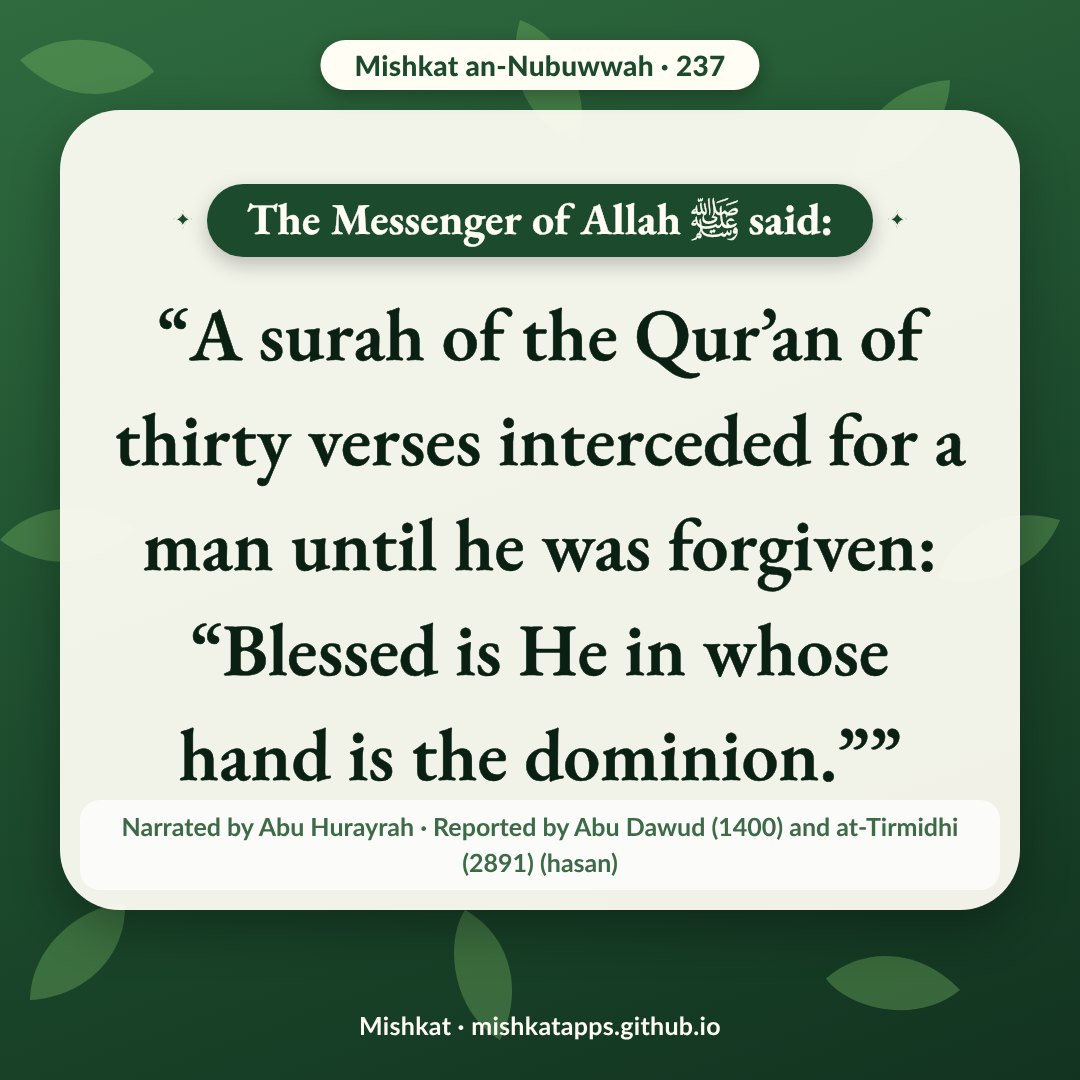 Mishkat an-Nubuwwah · 237
The Messenger of Allah ﷺ said:
“A surah of the Qur’an of
thirty verses interceded for a
man until he was forgiven:
“Blessed is He in whose
hand is the dominion.””
Narrated by Abu Hurayrah · Reported by Abu Dawud (1400) and at-Tirmidhi
(2891) (hasan)
Mishkat · mishkatapps.github.io